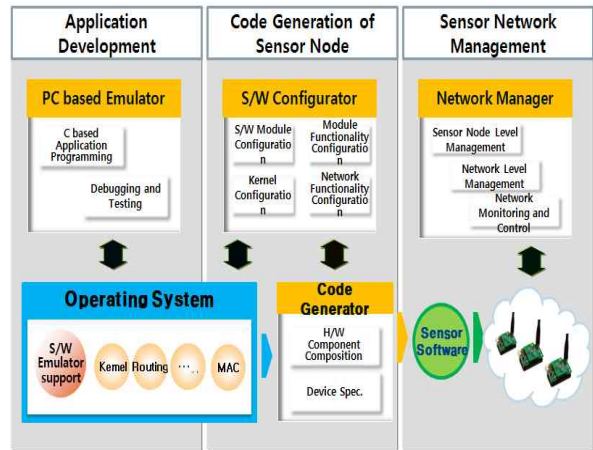 Application
Development
Code Generation of
Sensor Node
Sensor Network
Management
PC based Emulator
C based
Application
Programming
Debugging and
Testing
S/W Configurator
S/W Module
Configuratio
n
Module
Functionality
Configuratio
n
Kernel
Configuratio
n
Network
Functionality
Configuratio
n
Network Manager
Sensor Node Level
Management
Network Level
Management
Network
Monitoring and
Control
Operating System
S/W
Emulator
support
Kernel
Routing
.....
MAC
Code
Generator
H/W
Component
Composition
Device Spec.
Sensor
Software